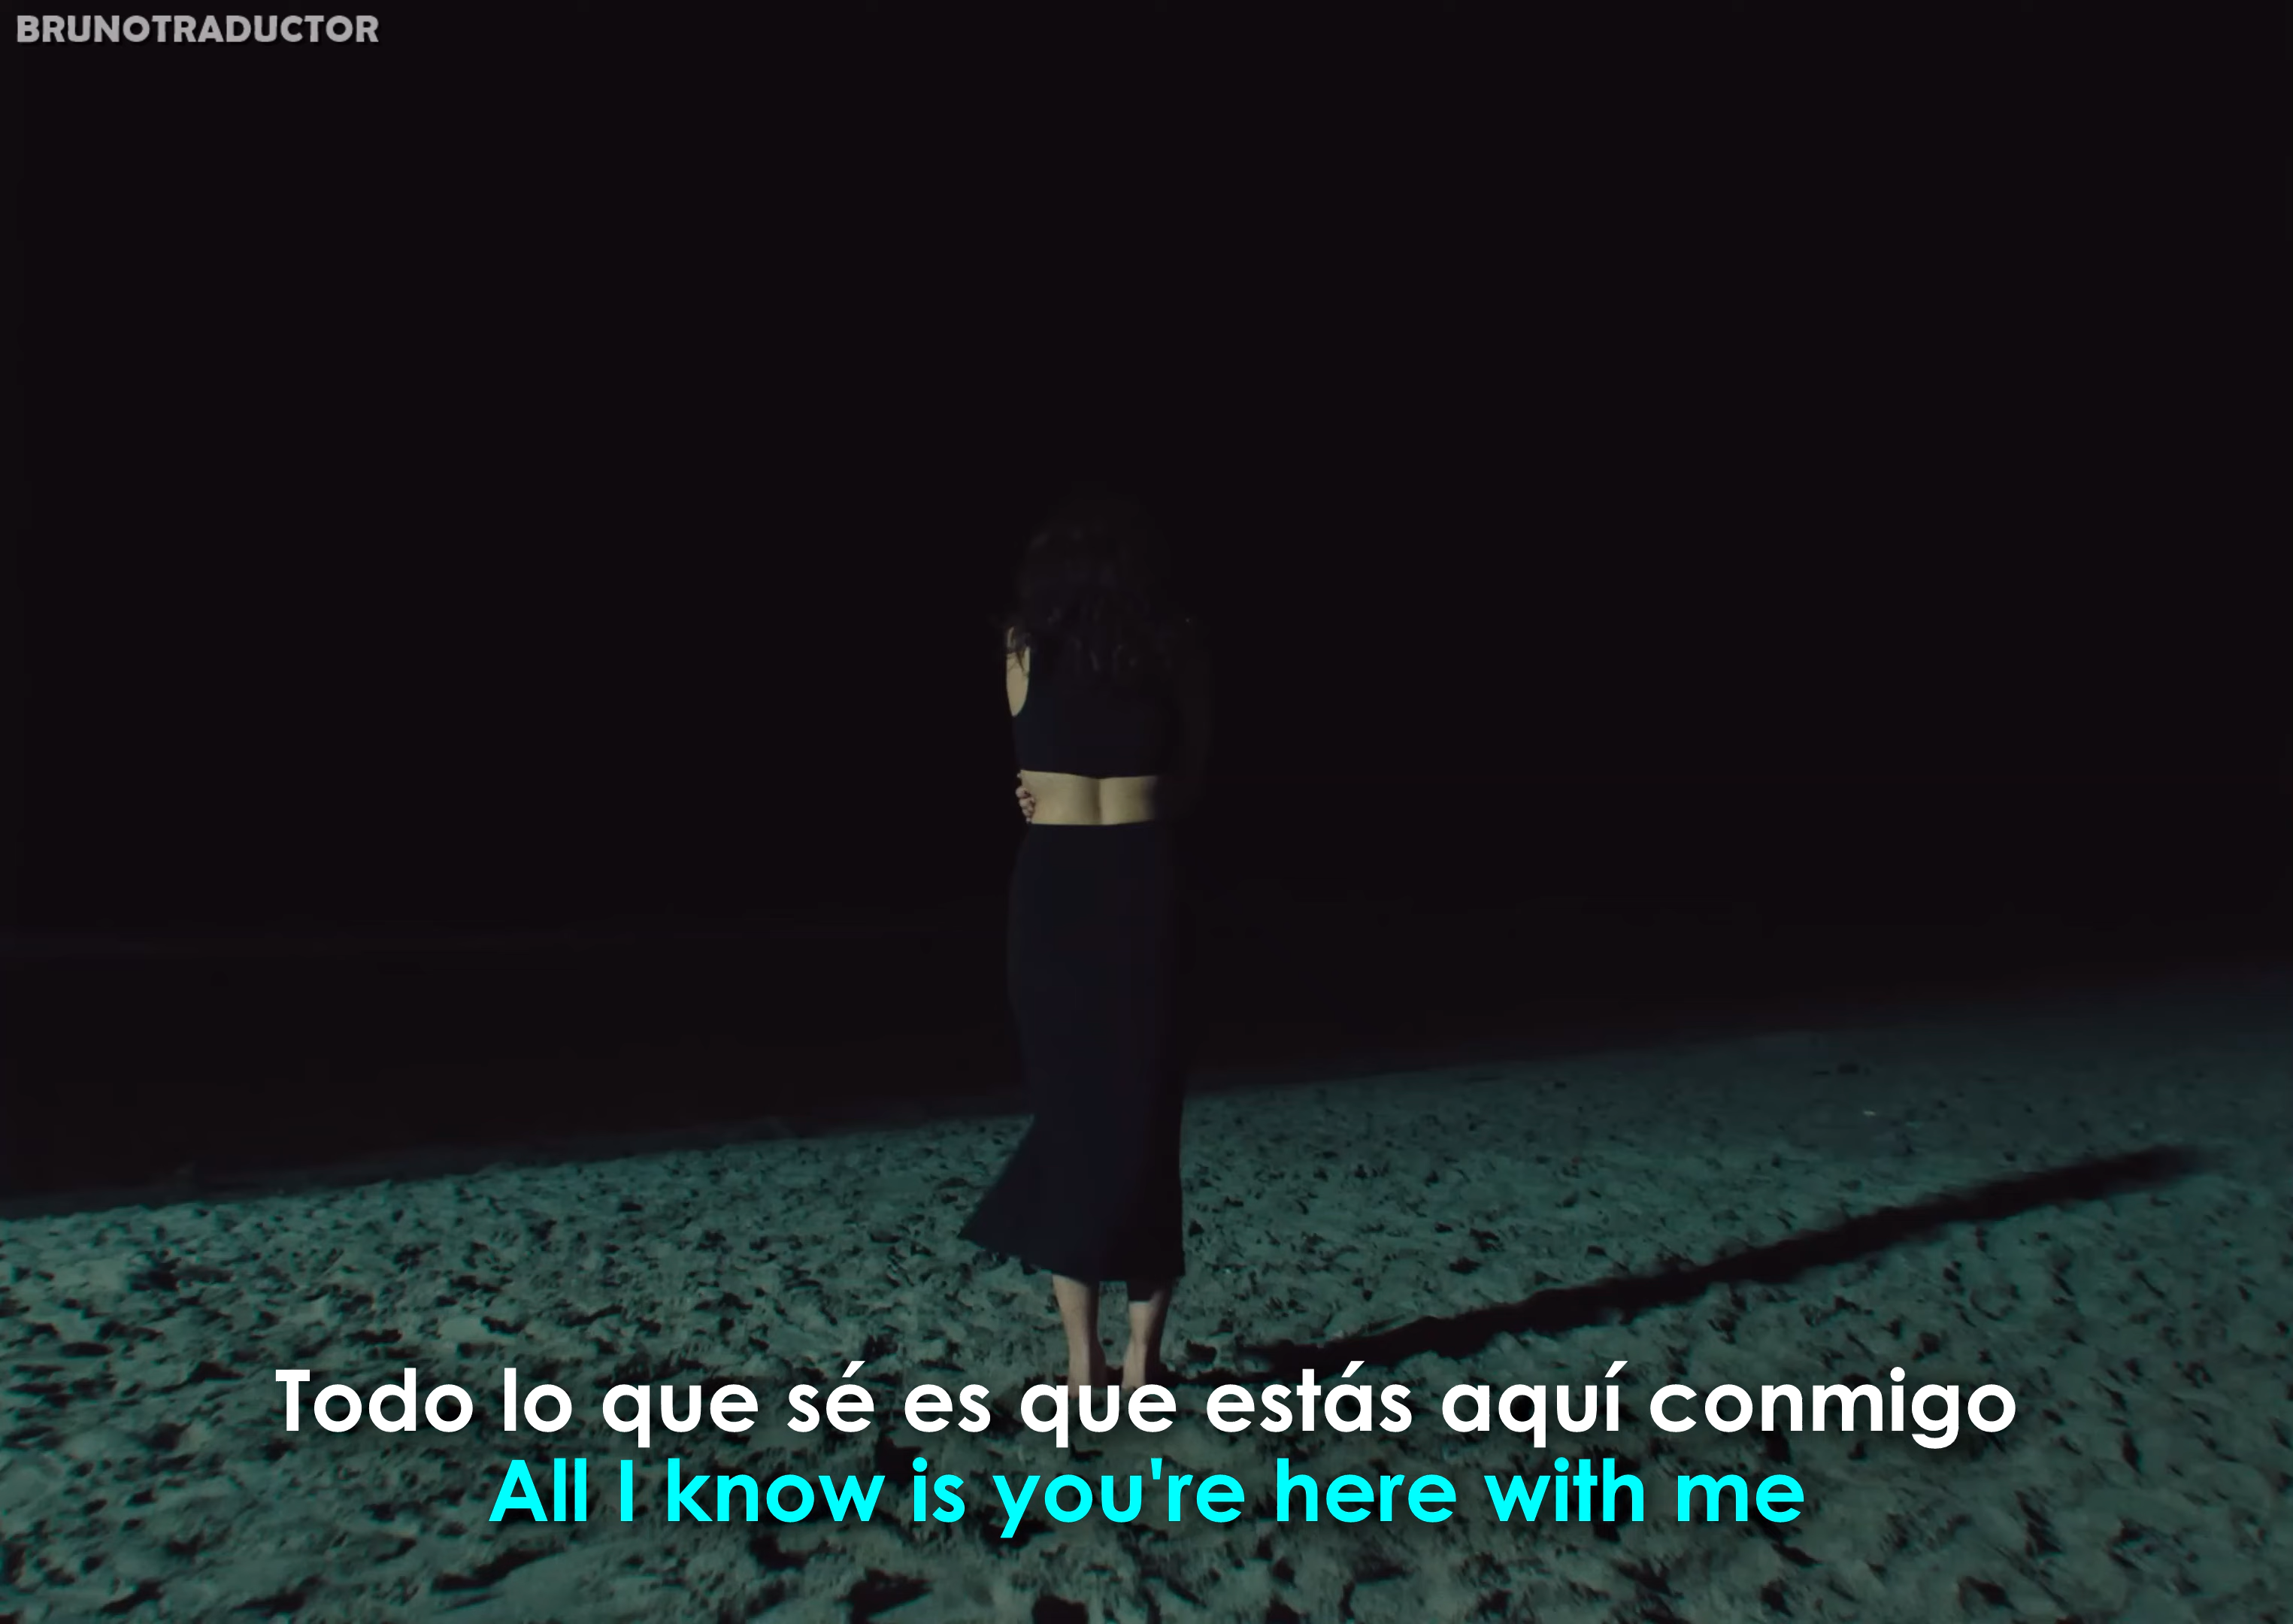 BRUNOTRADUCTOR
Todo lo que sé es que estás aquí conmigo
All I know is you're here with me